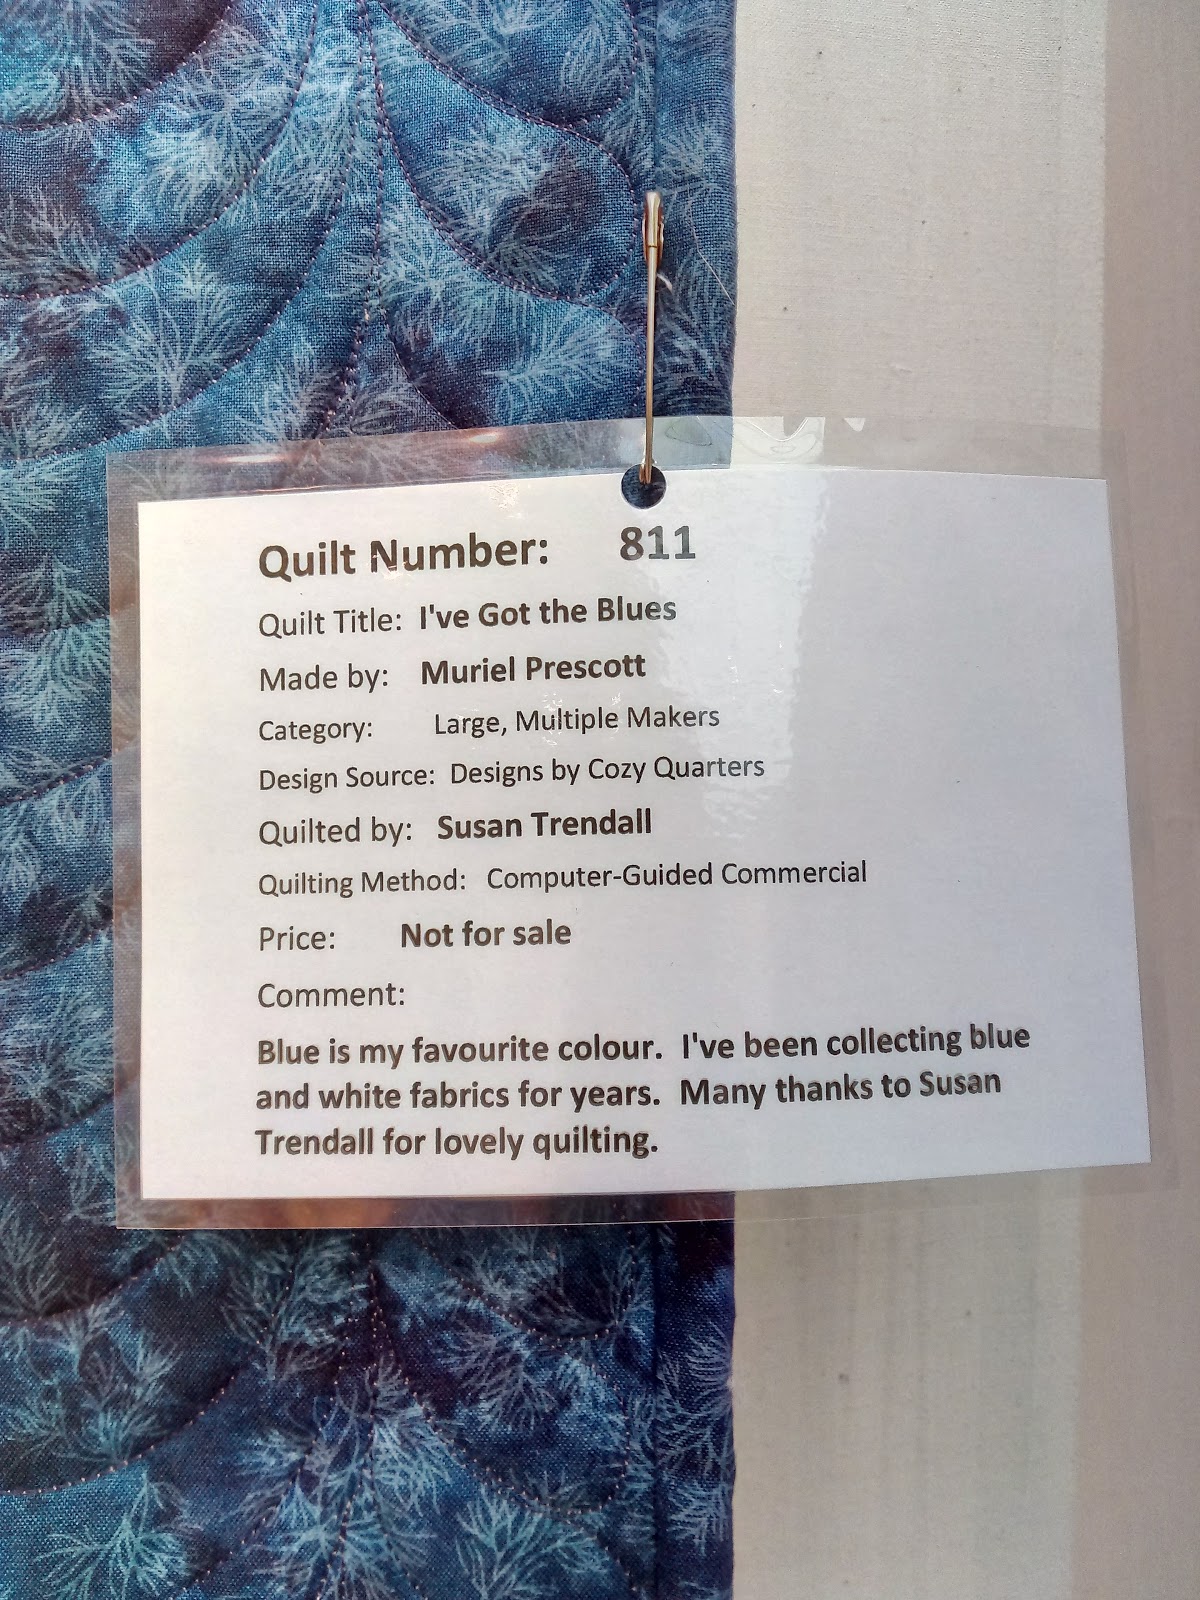 Quilt Number: 811
Quilt Title: I've Got the Blues
Made by: Muriel Prescott
Category: Large, Multiple Makers
Design Source: Designs by Cozy Quarters
Quilted by: Susan Trendall
Quilting Method: Computer-Guided Commercial
Price: Not for sale
Comment:
Blue is my favourite colour. I've been collecting blue
and white fabrics for years. Many thanks to Susan
Trendall for lovely quilting.